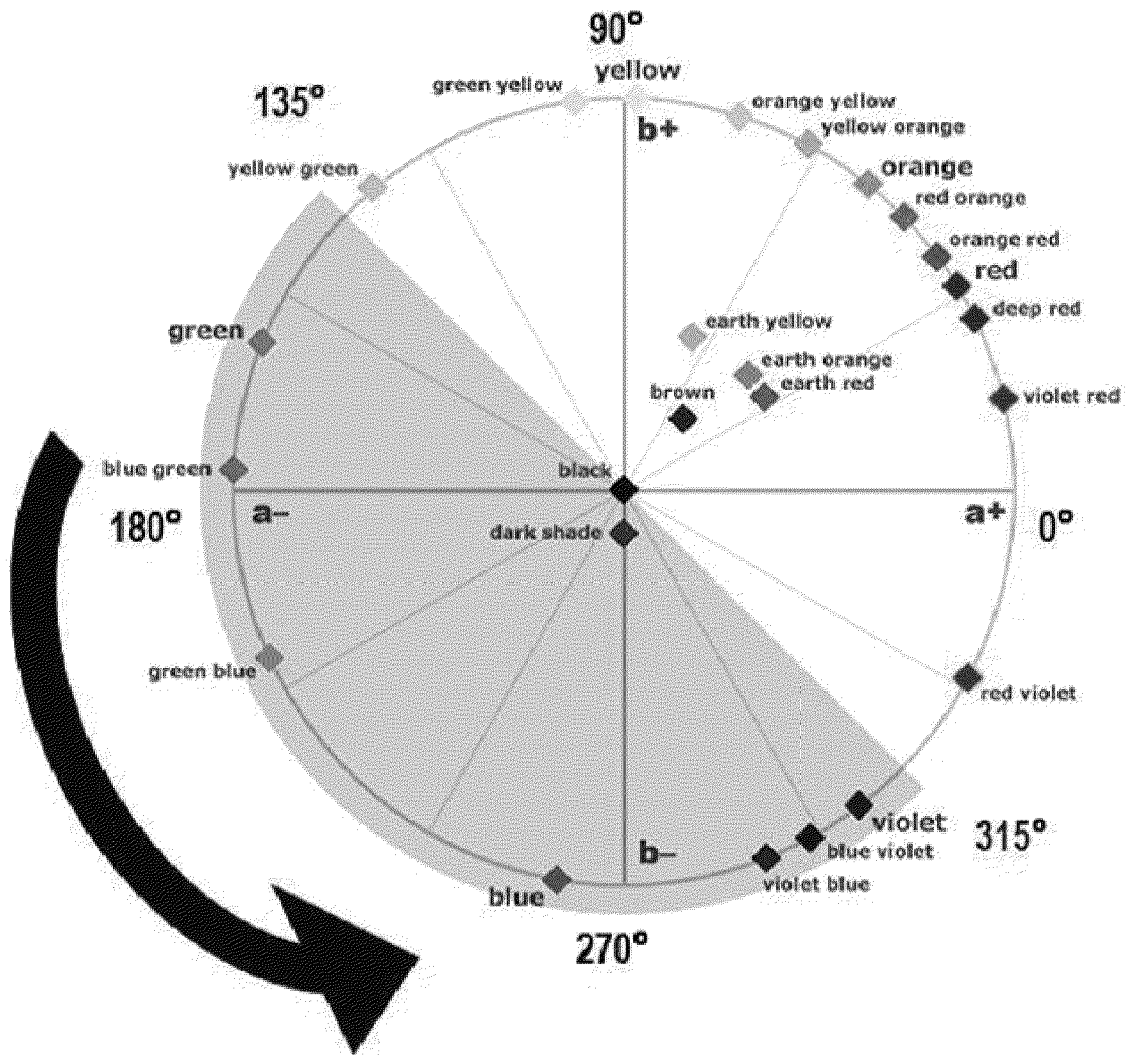 90°
yellow
green yellow
orange yellow
135°
b+
yellow orange
yellow green
orange
red orange
orange red
red
deep red
earth yellow
green
earth orange
earth red
brown
violet red
blue green
black
a−
a+
180°
0°
dark shade
green blue
red violet
violet
315°
b−
blue violet
violet blue
blue
270°